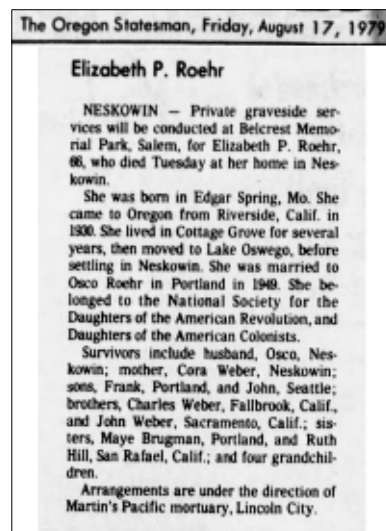 The Oregon Statesman, Friday, August 17, 1979
Elizabeth P. Roehr
NESKOWIN — Private graveside ser-
vices will be conducted at Belcrest Memo-
rial Park, Salem, for Elizabeth P. Roehr,
66, who died Tuesday at her home in Nes-
kowin.
She was born in Edgar Spring, Mo. She
came to Oregon from Riverside, Calif. in
1930. She lived in Cottage Grove for several
years, then moved to Lake Oswego, before
settling in Neskowin. She was married to
Osco Roehr in Portland in 1949. She be-
longed to the National Society for the
Daughters of the American Revolution, and
Daughters of the American Colonists.
Survivors include husband, Osco, Nes-
kowin; mother, Cora Weber, Neskowin;
sons, Frank, Portland, and John, Seattle;
brothers, Charles Weber, Fallbrook, Calif.,
and John Weber, Sacramento, Calif.; sis-
ters, Maye Brugman, Portland, and Ruth
Hill, San Rafael, Calif.; and four grandchil-
dren.
Arrangements are under the direction of
Martin's Pacific mortuary, Lincoln City.